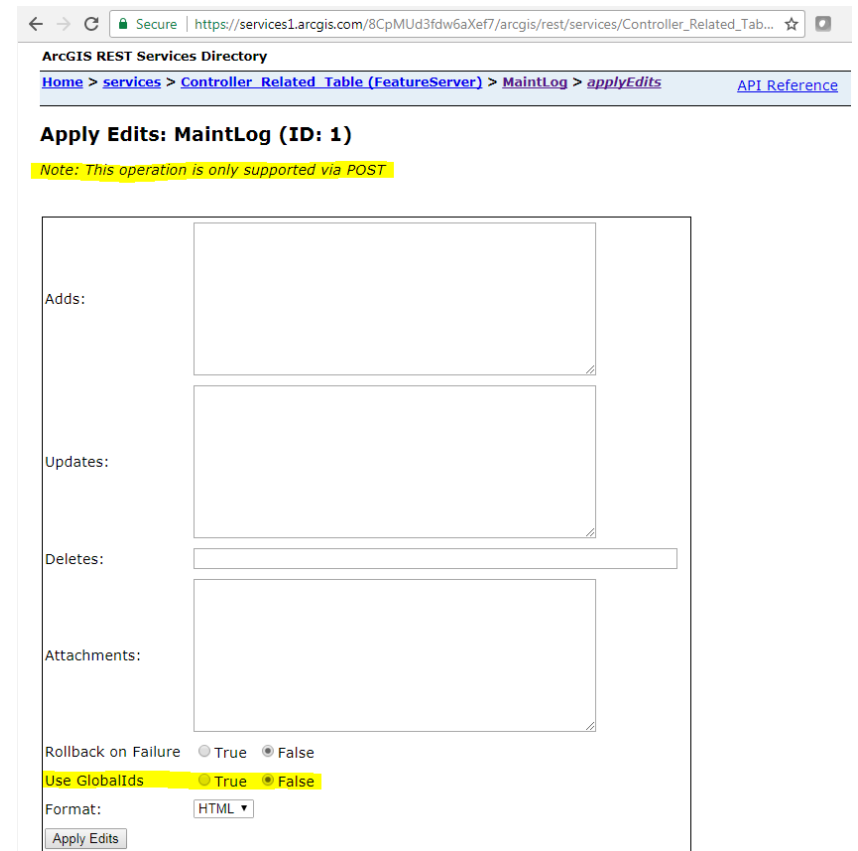 Secure | https://services1.arcgis.com/8CpMUd3fdw6aXef7/arcgis/rest/services/Controller_Related_Tab...
ArcGIS REST Services Directory
Home > services > Controller_Related_Table (FeatureServer) > MaintLog > applyEdits
API Reference
Apply Edits: MaintLog (ID: 1)
Note: This operation is only supported via POST
Adds:
Updates:
Deletes:
Attachments:
Rollback on Failure True False
Use GlobalIds True False
Format: HTML
Apply Edits